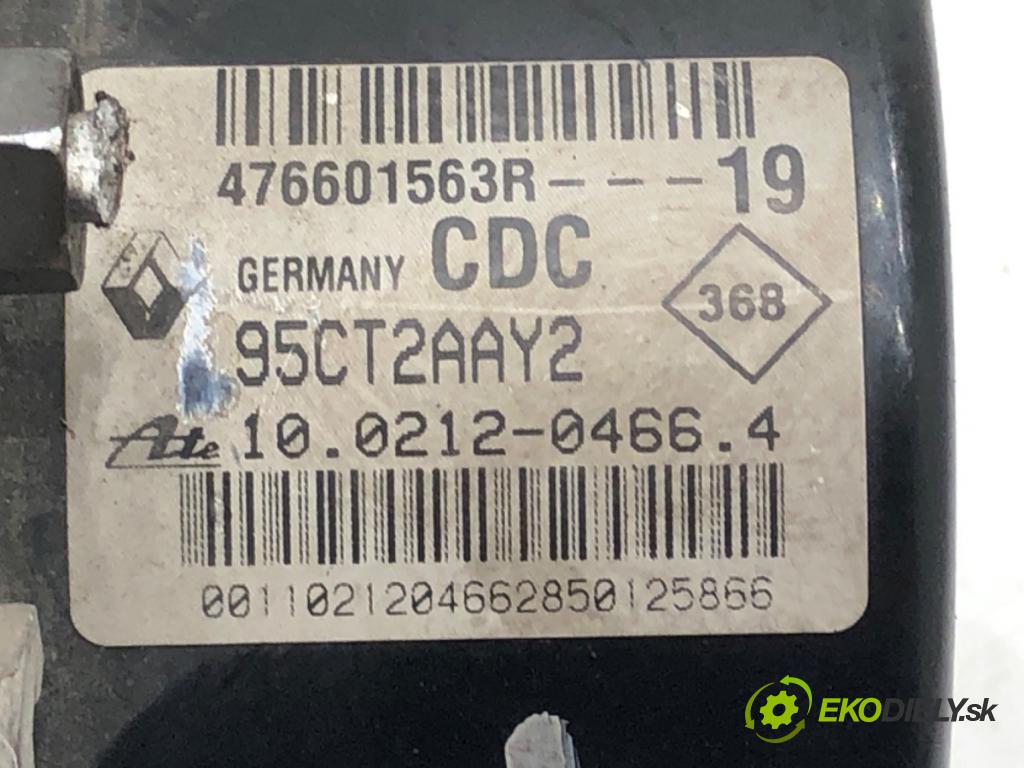 476601563R---19
GERMANY CDC
368
95CT2AAY2
Ate 10.0212-0466.4
0011021204662850125866
EKODIELY.sk